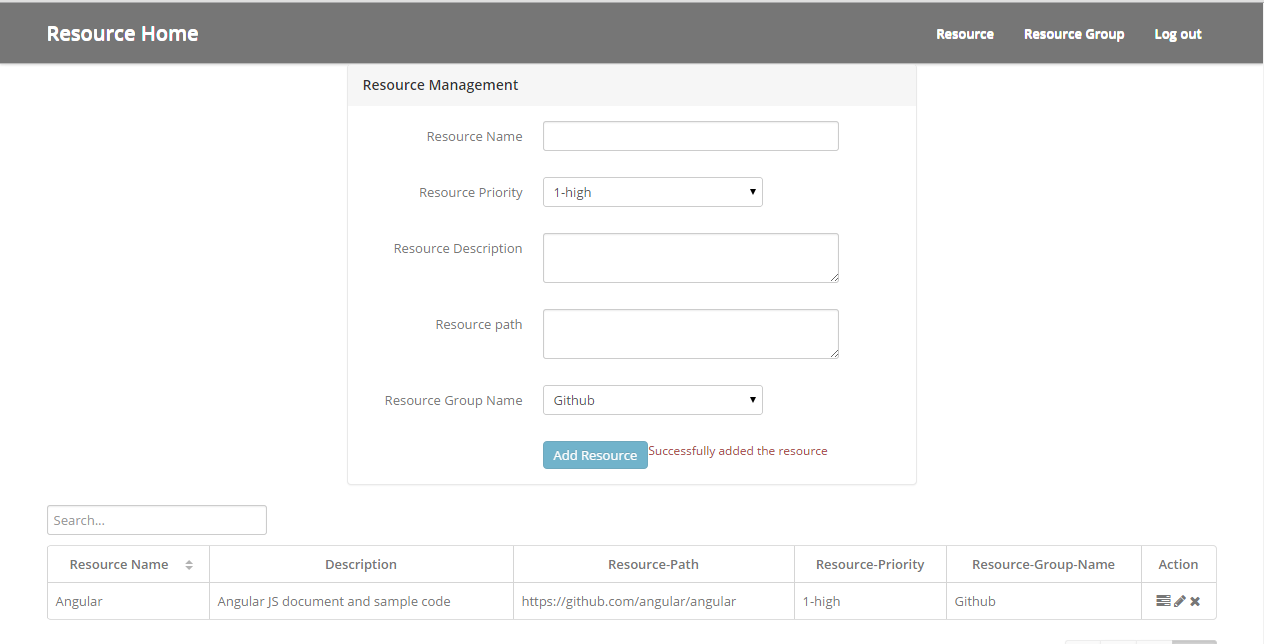 Resource Home Resource Resource Group Log out
Resource Management
Resource Name
Resource Priority 1-high
Resource Description
Resource path
Resource Group Name Github
Add Resource Successfully added the resource
Search...
Resource Name Description Resource-Path Resource-Priority Resource-Group-Name Action
Angular Angular JS document and sample code https://github.com/angular/angular 1-high Github